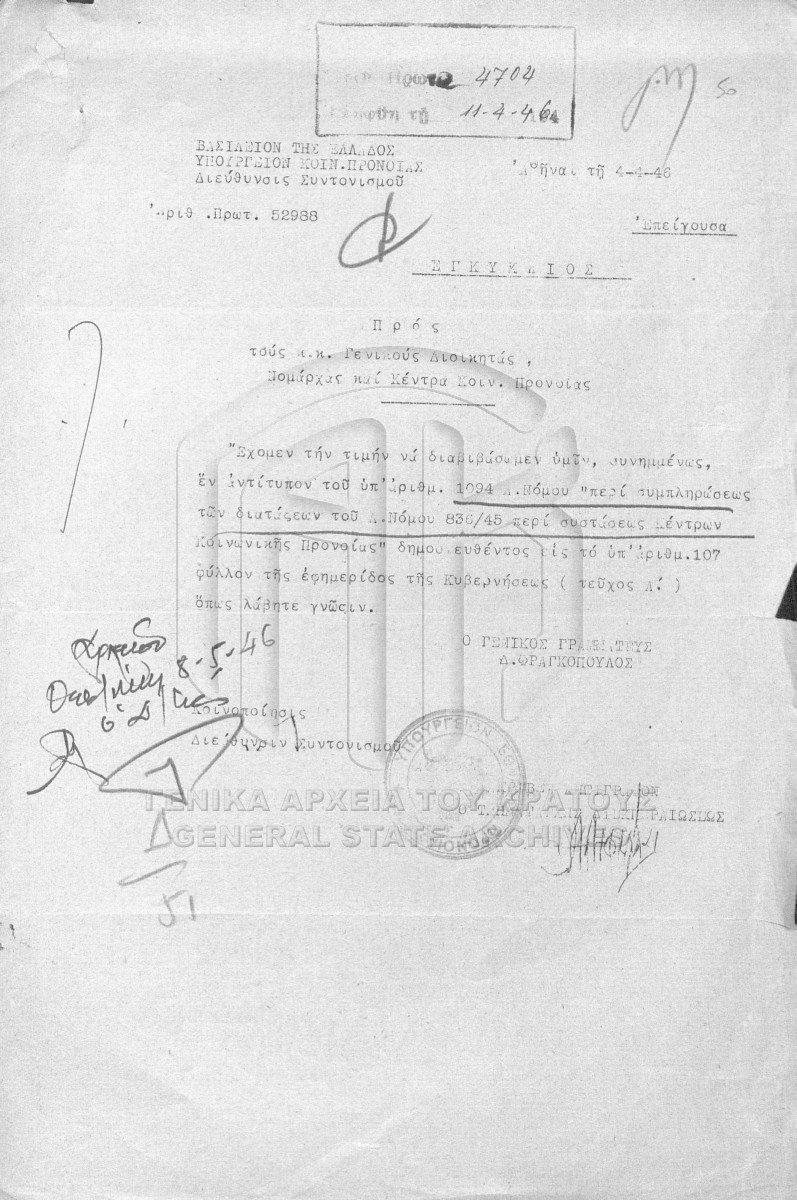 4704
11-4-46
50
ΒΑΣΙΛΕΙΟΝ ΤΗΣ ΕΛΛΑΔΟΣ
ΥΠΟΥΡΓΕΙΟΝ ΚΟΙΝ.ΠΡΟΝΟΙΑΣ
Διεύθυνσις Συντονισμοῦ
Ἀθῆναι τῇ 4-4-46
Ἀριθ.Πρωτ. 52988
Ἐπείγουσα
ΕΓΚΥΚΛΙΟΣ
Πρός
τούς κ.κ. Γενικούς Διοικητάς,
Νομάρχας καί Κέντρα Κοιν. Προνοίας
Ἔχομεν τήν τιμήν νά διαβιβάσωμεν ὑμῖν, συνημμένως,
ἕν ἀντίτυπον τοῦ ὑπ'ἀριθμ. 1094 Α.Νόμου "περί συμπληρώσεως
τῶν διατάξεων τοῦ Α.Νόμου 836/45 περί συστάσεως Κέντρων
Κοινωνικῆς Προνοίας" δημοσιευθέντος εἰς τό ὑπ'ἀριθμ.107
φύλλον τῆς ἐφημερίδος τῆς Κυβερνήσεως ( τεῦχος Α΄ )
ὅπως λάβητε γνῶσιν.
Ο ΓΕΝΙΚΟΣ ΓΡΑΜΜΑΤΕΥΣ
Δ.ΦΡΑΓΚΟΠΟΥΛΟΣ
8-5-46
Κοινοποίησις
Διεύθυνσιν Συντονισμοῦ
ΥΠΟΥΡΓΕΙΟΝ
ΓΕΝΙΚΑ ΑΡΧΕΙΑ ΤΟΥ ΚΡΑΤΟΥΣ
GENERAL STATE ARCHIVES